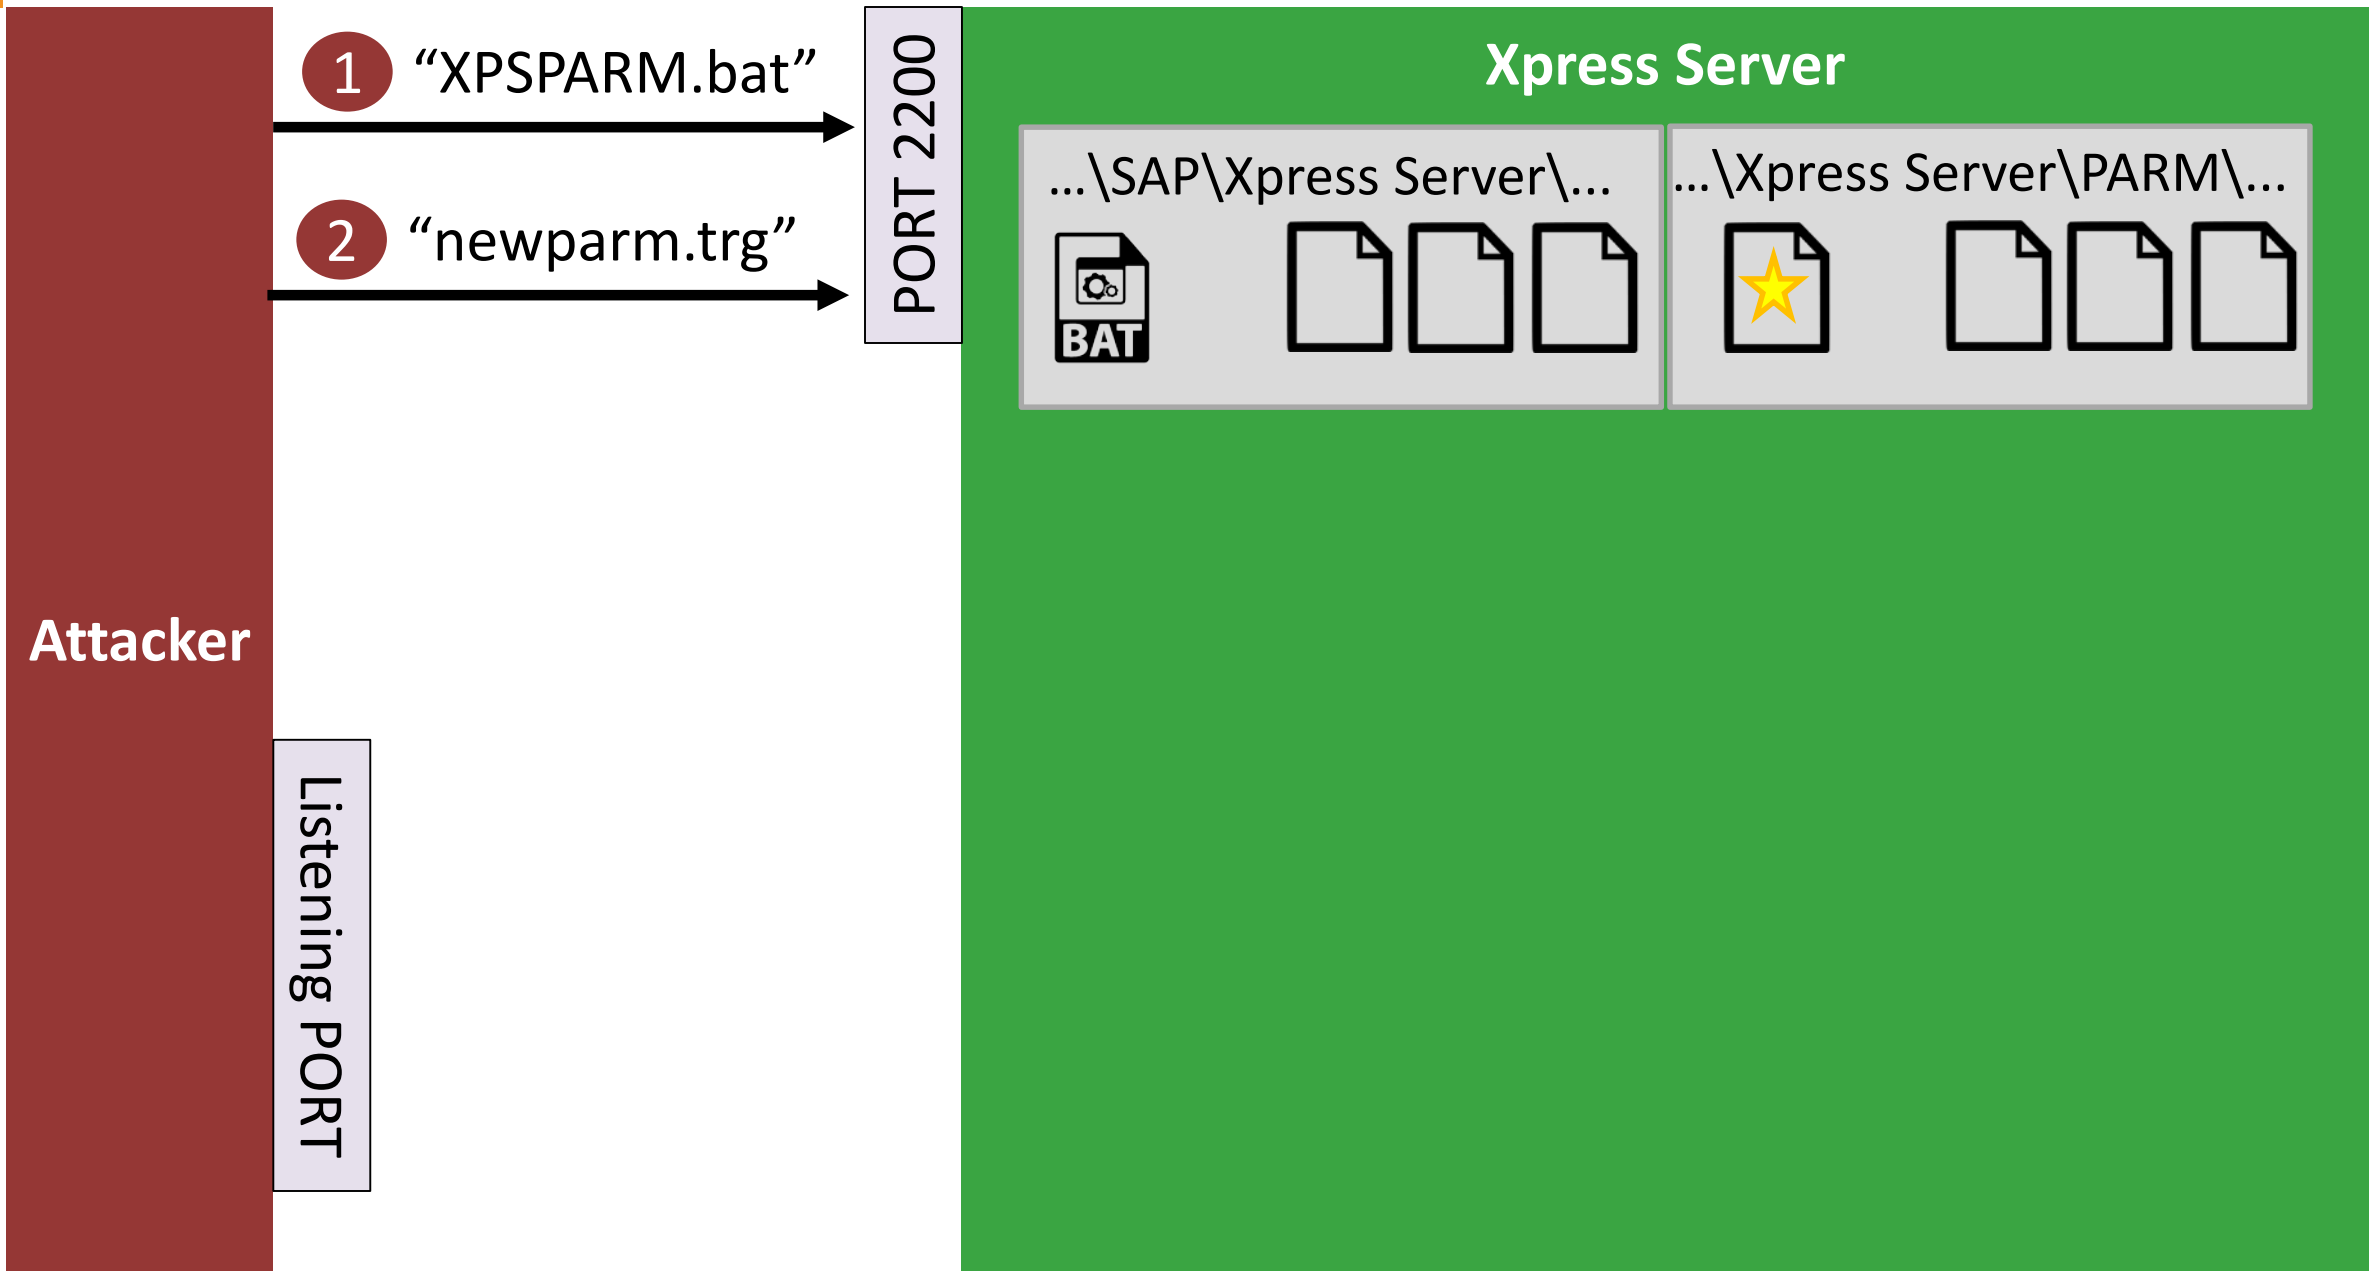 1 “XPSPARM.bat”
2 “newparm.trg”
PORT 2200
Xpress Server
...\SAP\Xpress Server\...
...\Xpress Server\PARM\...
BAT
Attacker
Listening PORT